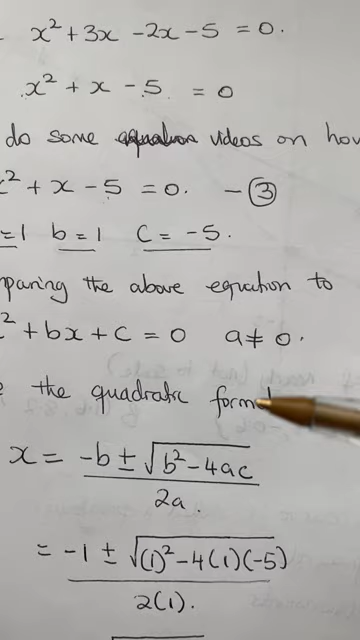 x² + 3x - 2x - 5 = 0.
x² + x - 5 = 0
do some videos on how
x² + x - 5 = 0. - ③
=1 b = 1 C = -5.
paring the above equation to
x² + bx + C = 0 a ≠ 0.
the quadratic form
x = -b ± √b² - 4ac / 2a.
= -1 ± √(1)² - 4(1)(-5) / 2(1).